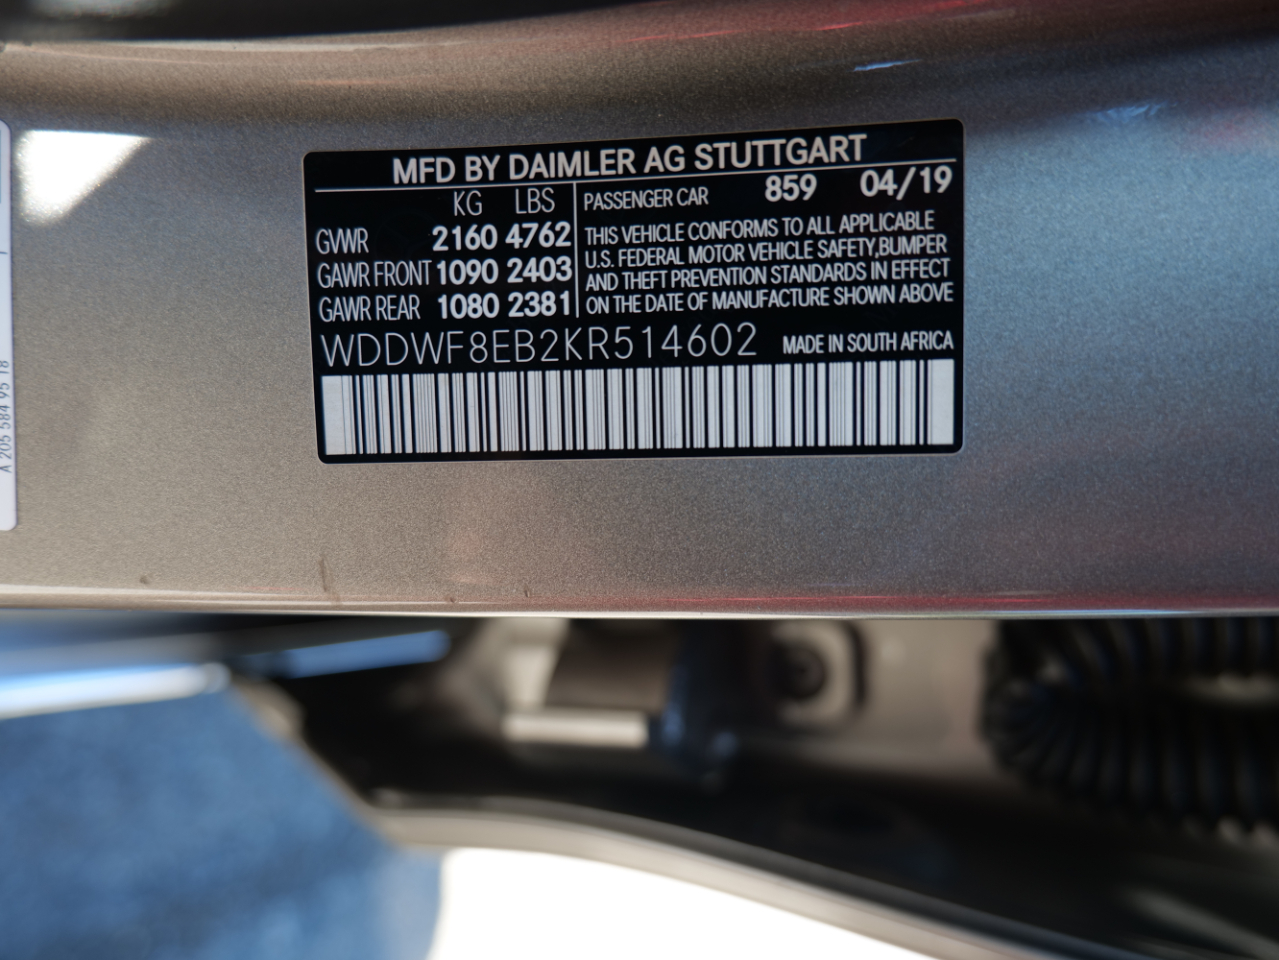 MFD BY DAIMLER AG STUTTGART
KG LBS
GVWR 2160 4762
GAWR FRONT 1090 2403
GAWR REAR 1080 2381
PASSENGER CAR 859 04/19
THIS VEHICLE CONFORMS TO ALL APPLICABLE
U.S. FEDERAL MOTOR VEHICLE SAFETY,BUMPER
AND THEFT PREVENTION STANDARDS IN EFFECT
ON THE DATE OF MANUFACTURE SHOWN ABOVE
WDDWF8EB2KR514602 MADE IN SOUTH AFRICA
A 205 584 95 18